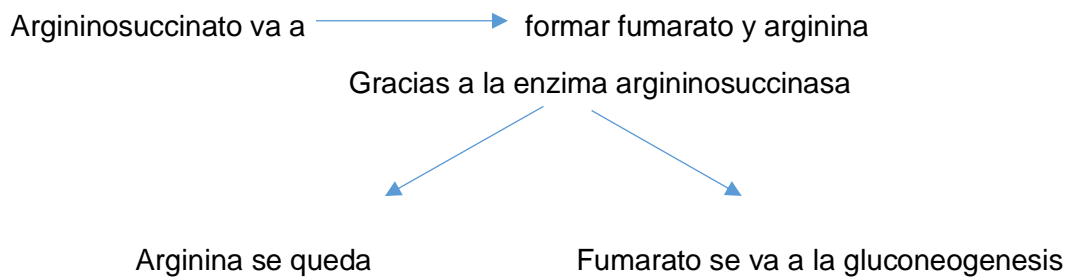 Argininosuccinato va a formar fumarato y arginina
Gracias a la enzima argininosuccinasa
Arginina se queda Fumarato se va a la gluconeogenesis